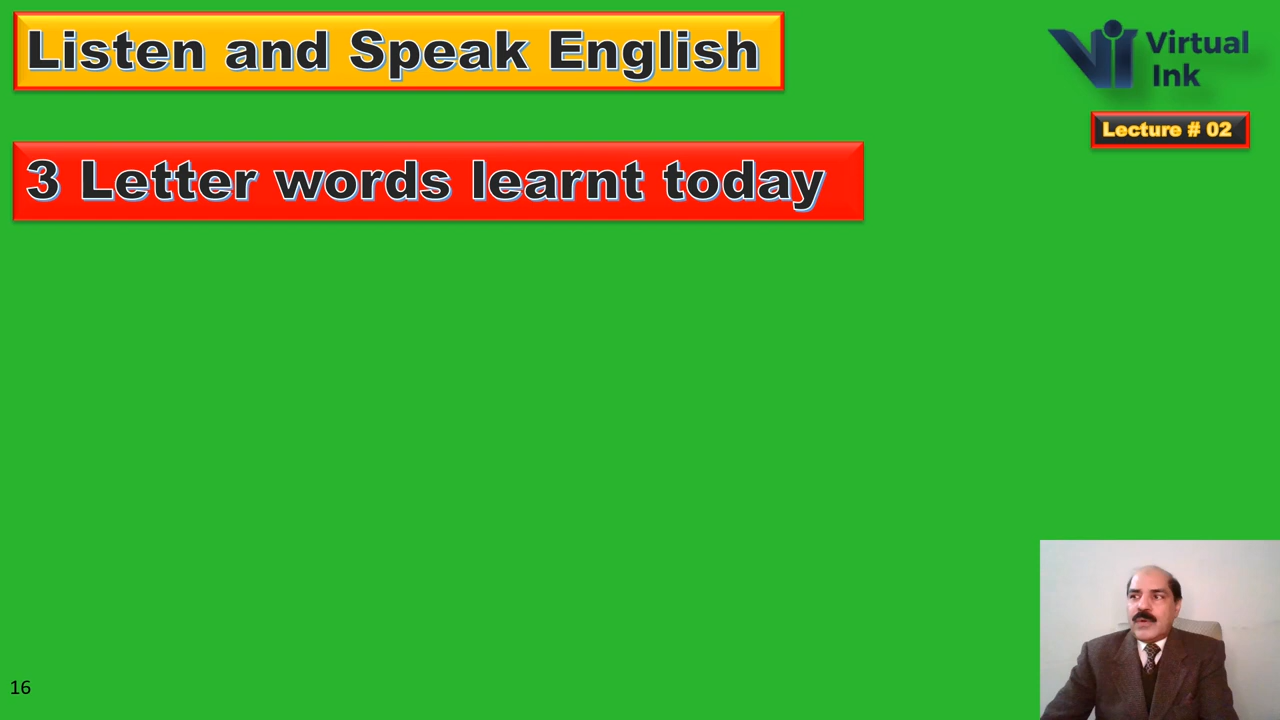 Listen and Speak English
Virtual
Ink
Lecture # 02
3 Letter words learnt today
16